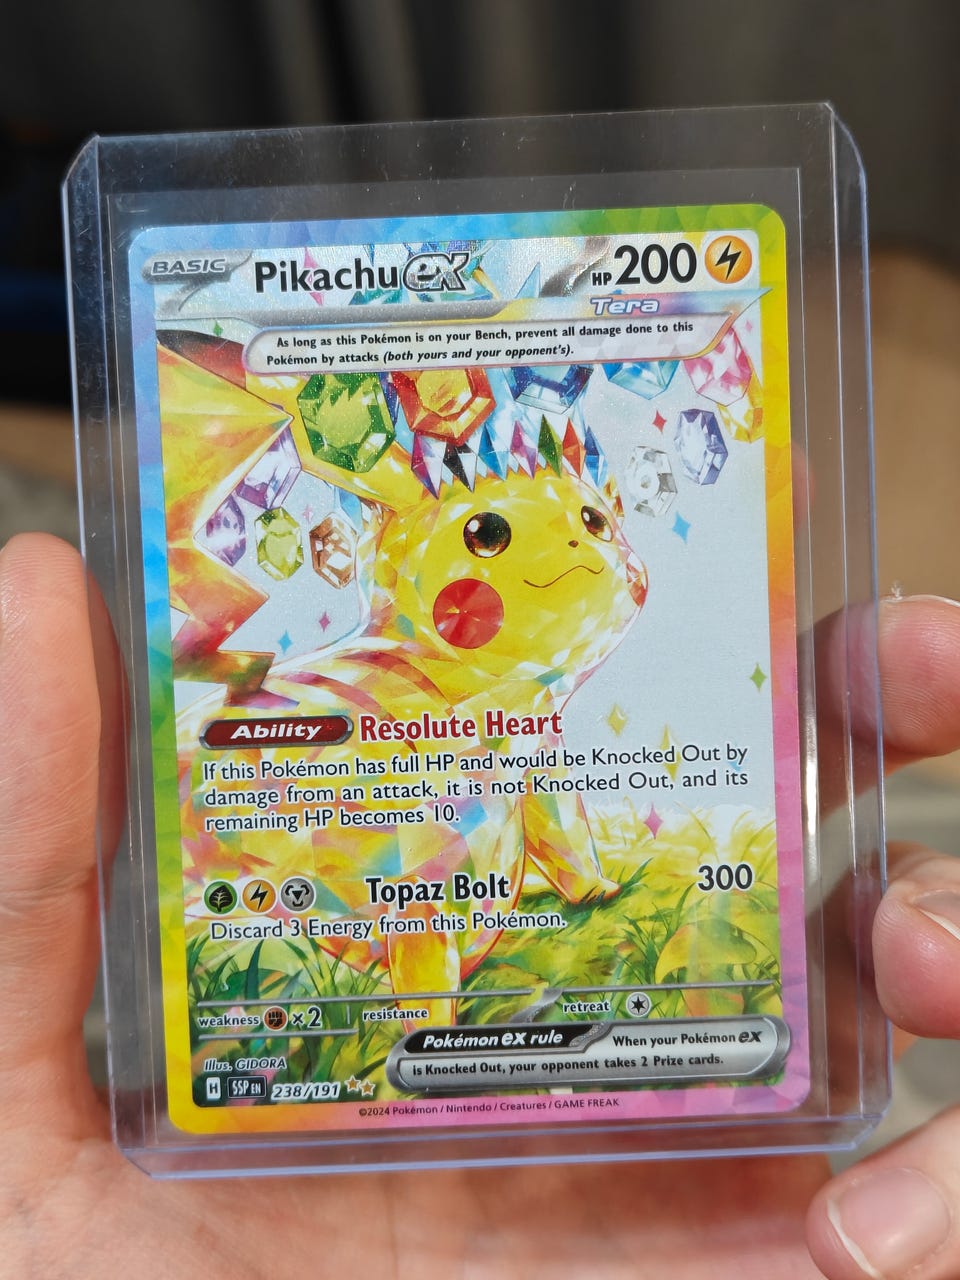 BASIC Pikachu ex HP 200
Tera
As long as this Pokémon is on your Bench, prevent all damage done to this
Pokémon by attacks (both yours and your opponent's).
Ability Resolute Heart
If this Pokémon has full HP and would be Knocked Out by
damage from an attack, it is not Knocked Out, and its
remaining HP becomes 10.
Topaz Bolt 300
Discard 3 Energy from this Pokémon.
weakness ×2 resistance retreat
Pokémon ex rule When your Pokémon ex
is Knocked Out, your opponent takes 2 Prize cards.
Illus. GIDORA
H SSP EN 238/191
©2024 Pokémon / Nintendo / Creatures / GAME FREAK